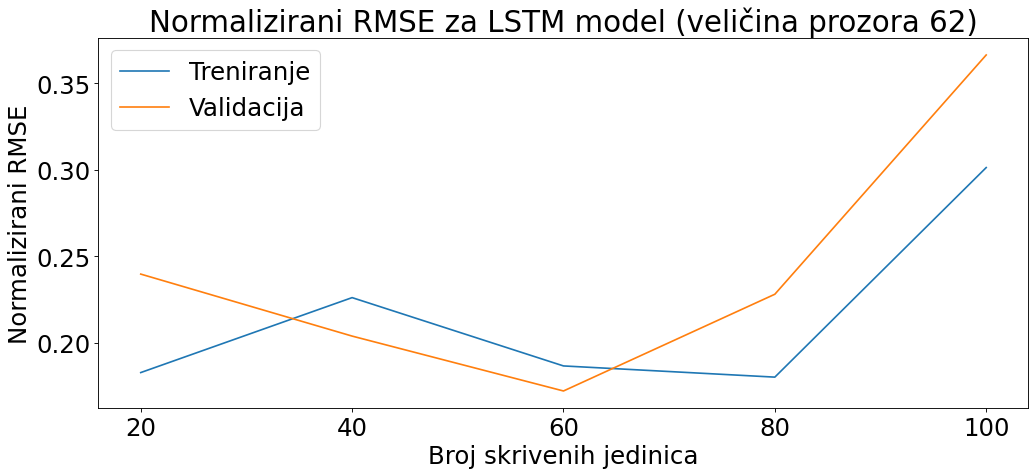 Normalizirani RMSE za LSTM model (veličina prozora 62)
Treniranje
Validacija
Normalizirani RMSE
0.35
0.30
0.25
0.20
20 40 60 80 100
Broj skrivenih jedinica